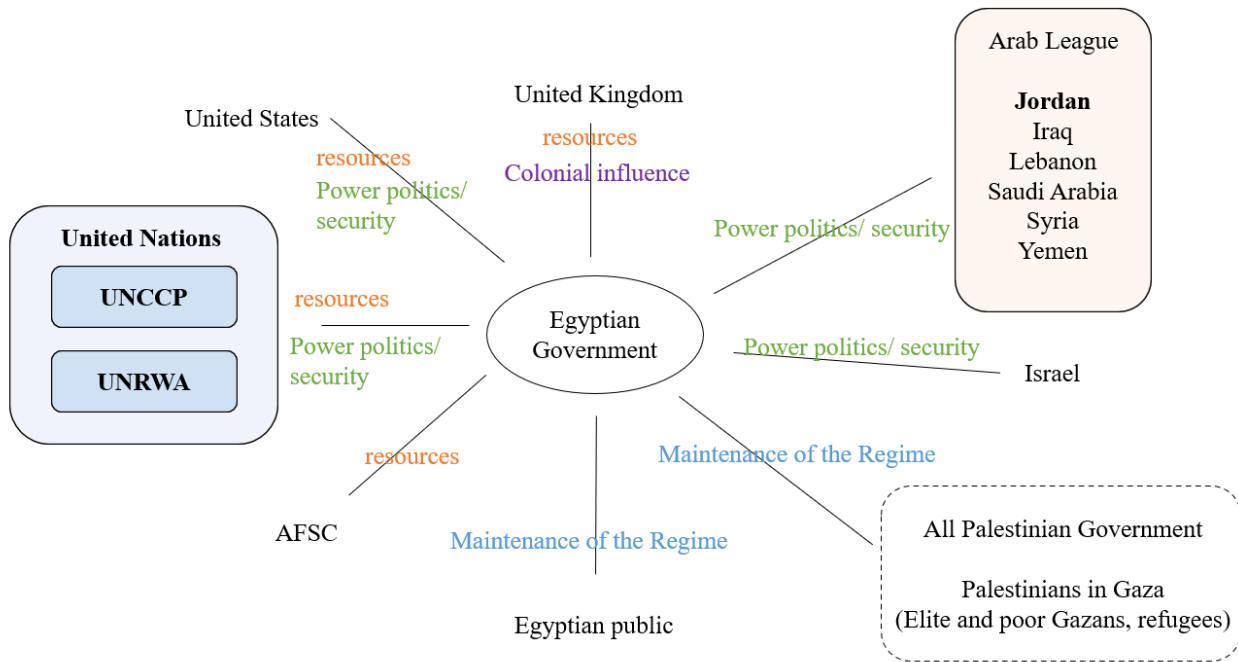 Arab League
Jordan
Iraq
Lebanon
Saudi Arabia
Syria
Yemen
United Kingdom
resources
Colonial influence
United States
resources
Power politics/
security
Power politics/ security
United Nations
UNCCP
UNRWA
resources
Power politics/
security
Egyptian
Government
Power politics/ security
Israel
resources
AFSC
Maintenance of the Regime
Maintenance of the Regime
Egyptian public
All Palestinian Government
Palestinians in Gaza
(Elite and poor Gazans, refugees)